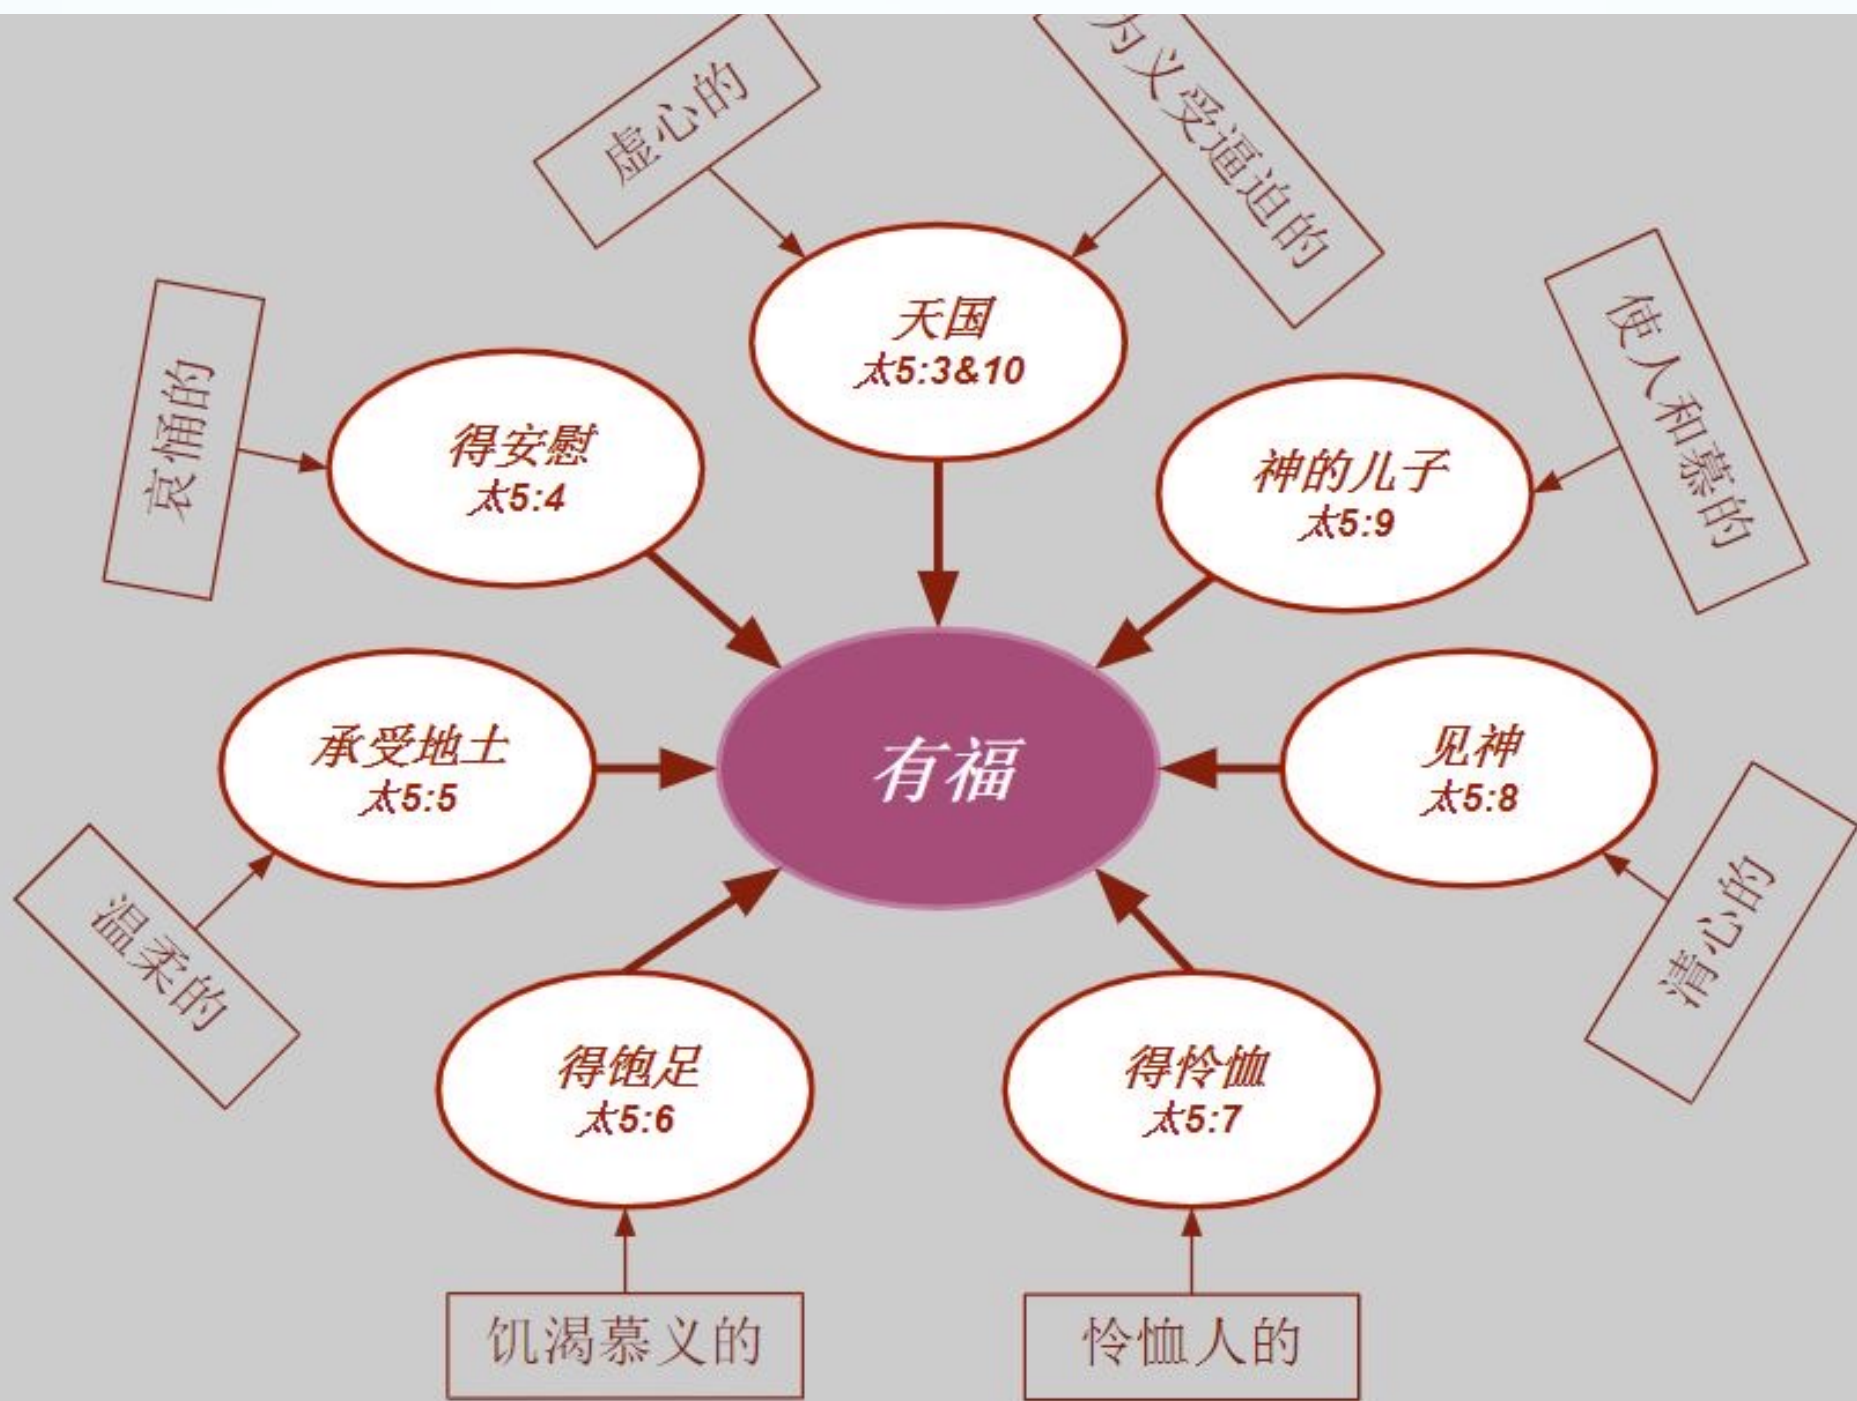 虚心的
为义受逼迫的
天国
太5:3&10
使人和慕的
哀悀的
得安慰
太5:4
神的儿子
太5:9
承受地土
太5:5
有福
见神
太5:8
温柔的
清心的
得饱足
太5:6
得怜恤
太5:7
饥渴慕义的
怜恤人的